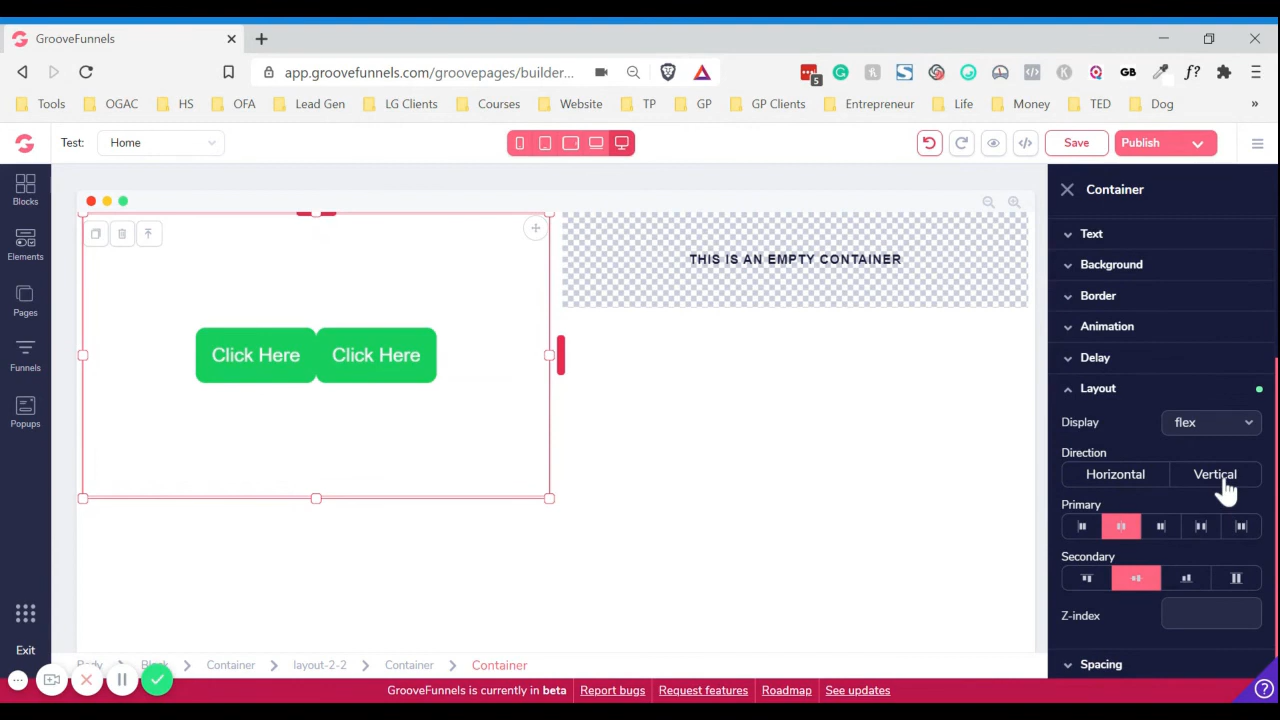 GrooveFunnels
app.groovefunnels.com/groovepages/builder...
5
GB
f?
Tools
OGAC
HS
OFA
Lead Gen
LG Clients
Courses
Website
TP
GP
GP Clients
Entrepreneur
Life
Money
TED
Dog
»
Test:
Home
Save
Publish
Blocks
Elements
Pages
Funnels
Popups
Exit
THIS IS AN EMPTY CONTAINER
Click Here
Click Here
Container
Text
Background
Border
Animation
Delay
Layout
Display
flex
Direction
Horizontal
Vertical
Primary
Secondary
Z-index
Spacing
Body
Block
Container
layout-2-2
Container
Container
GrooveFunnels is currently in beta
Report bugs
Request features
Roadmap
See updates